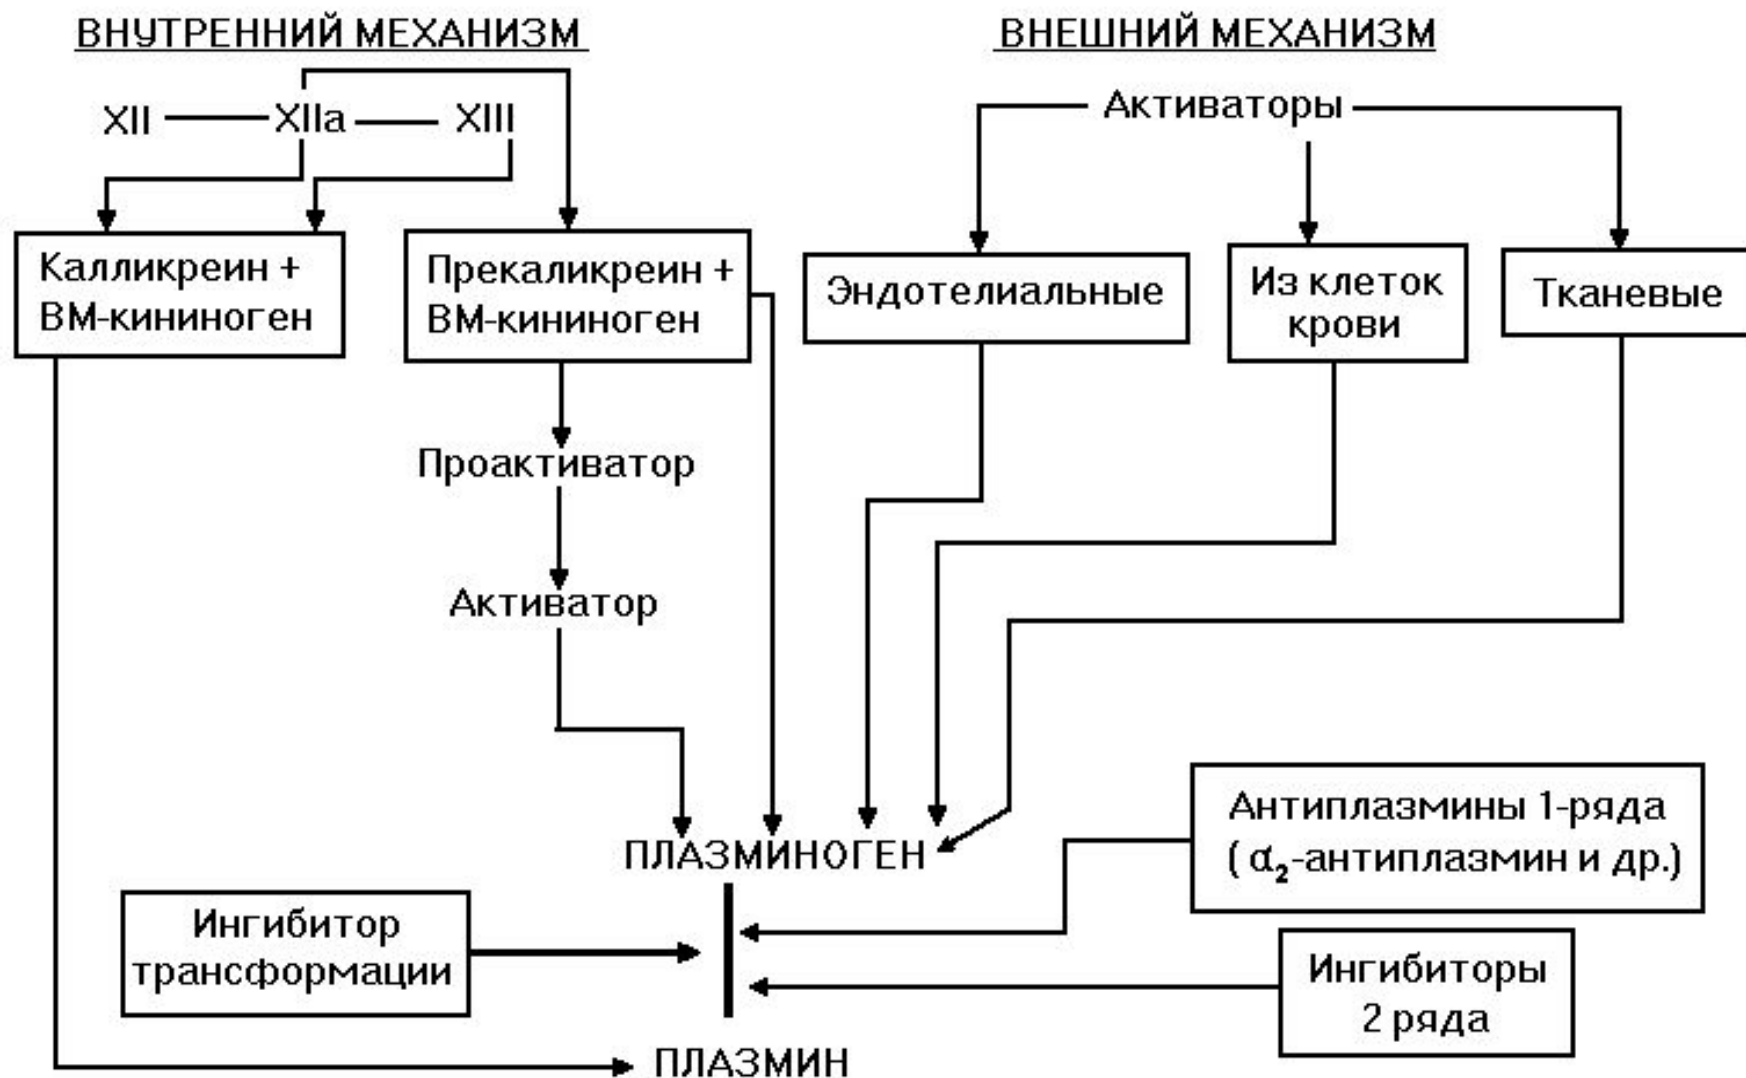 ВНУТРЕННИЙ МЕХАНИЗМ
ВНЕШНИЙ МЕХАНИЗМ
XII
XIIa
XIII
Активаторы
Калликреин +
ВМ-кининоген
Прекаликреин +
ВМ-кининоген
Эндотелиальные
Из клеток
крови
Тканевые
Проактиватор
Активатор
ПЛАЗМИНОГЕН
Антиплазмины 1-ряда
( α₂-антиплазмин и др.)
Ингибитор
трансформации
Ингибиторы
2 ряда
ПЛАЗМИН